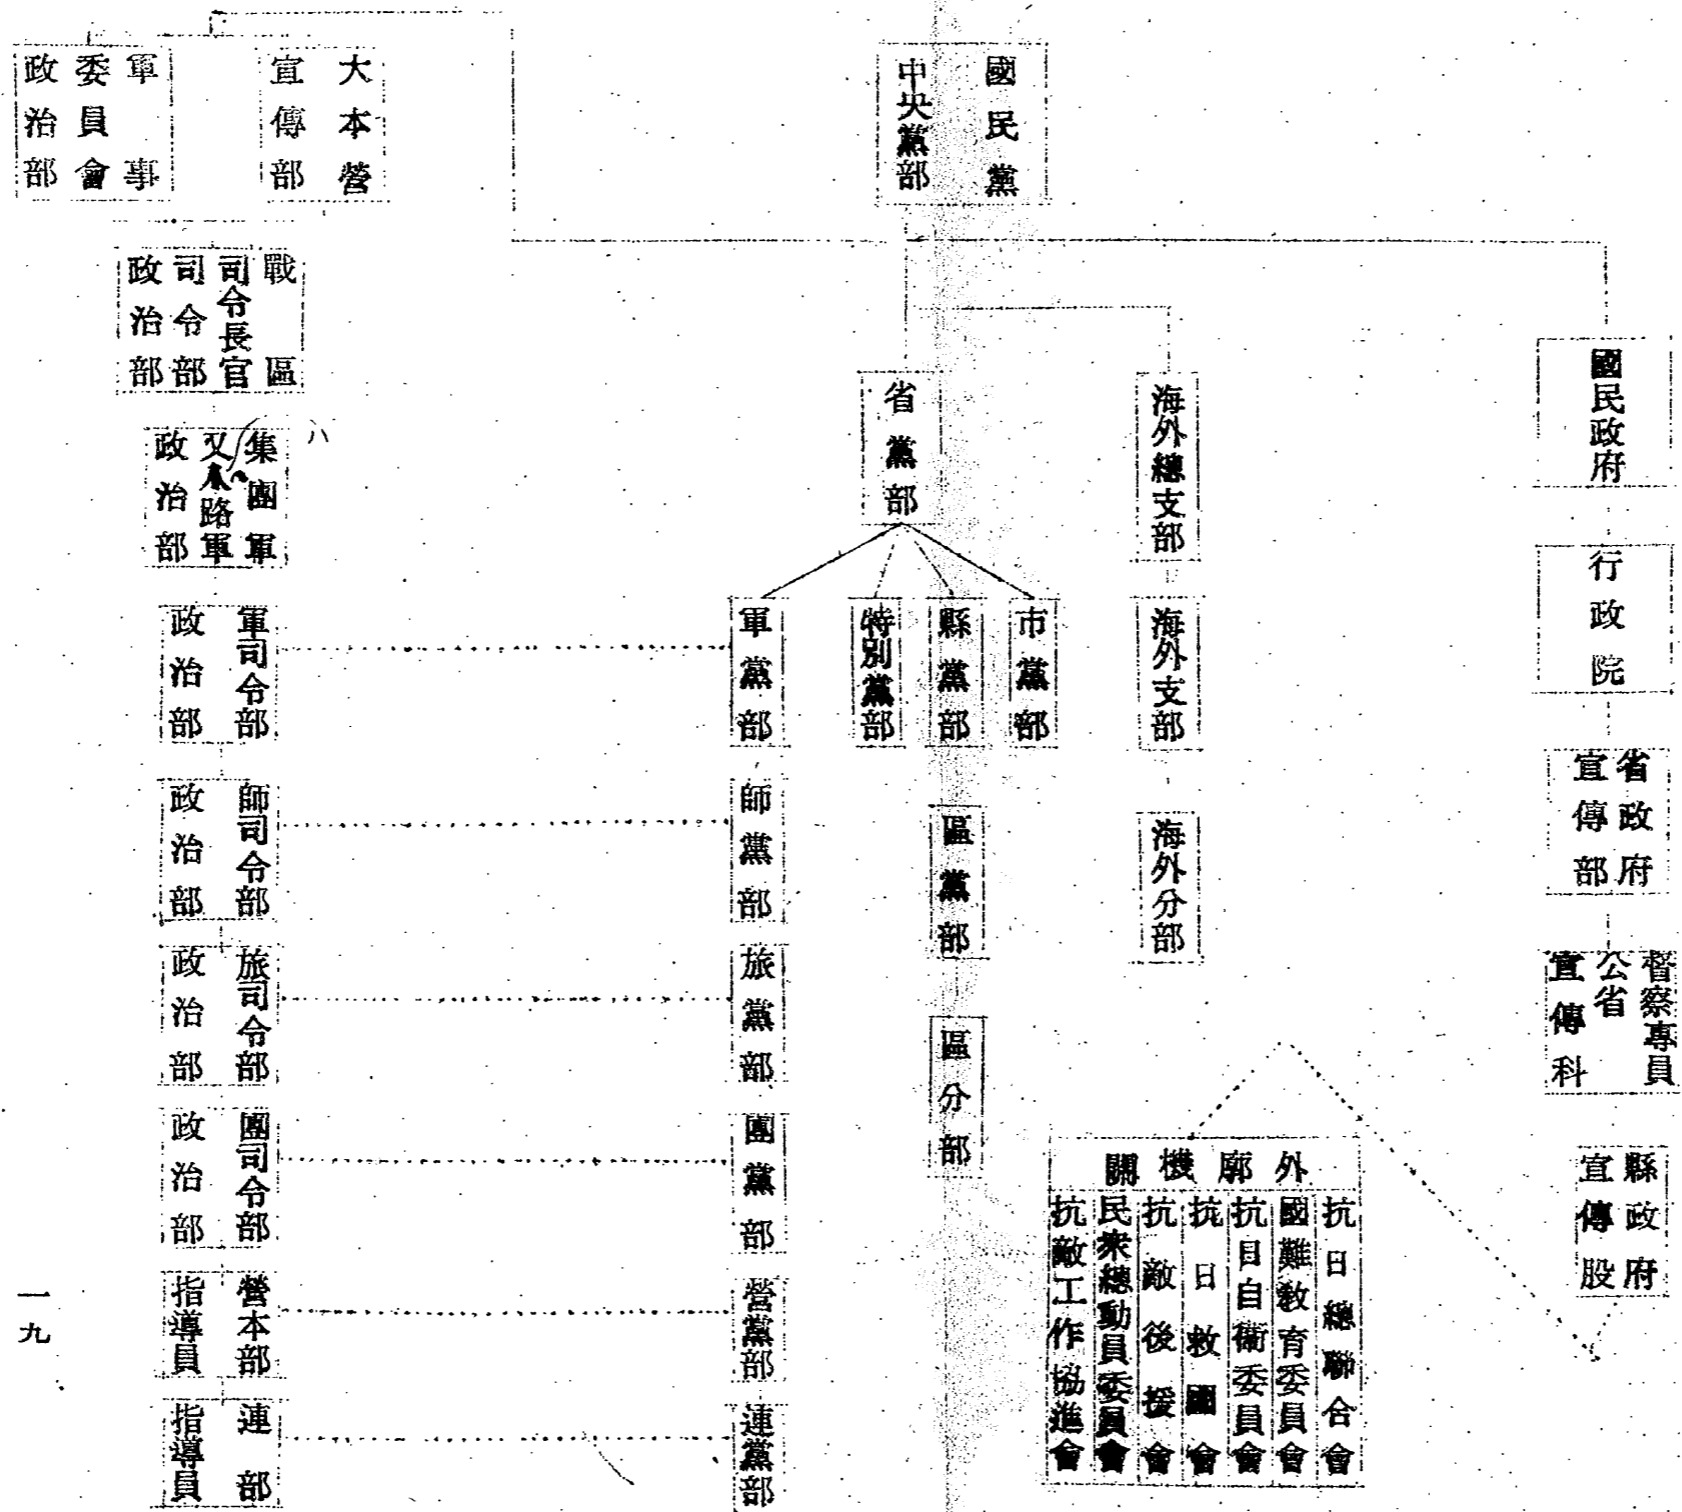 國民黨
中央黨部
國民政府
行政院
省政府
宣傳部
督察專員
公省
宣傳科
縣政府
宣傳股
海外總支部
海外支部
海外分部
省黨部
市黨部
縣黨部
特別黨部
軍黨部
區黨部
區分部
師黨部
旅黨部
團黨部
營黨部
連黨部
外廓機關
抗日總聯合會
國難教育委員會
抗日自衛委員會
抗日救國會
抗敵後援會
民衆總動員委員會
抗敵工作協進會
大本營
宣傳部
軍事
委員會
政治部
戰區
司令長官
司令部
政治部
集團軍
又八路軍
政治部
ハ
軍司令部
政治部
師司令部
政治部
旅司令部
政治部
團司令部
政治部
營本部
指導員
連部
指導員
一九